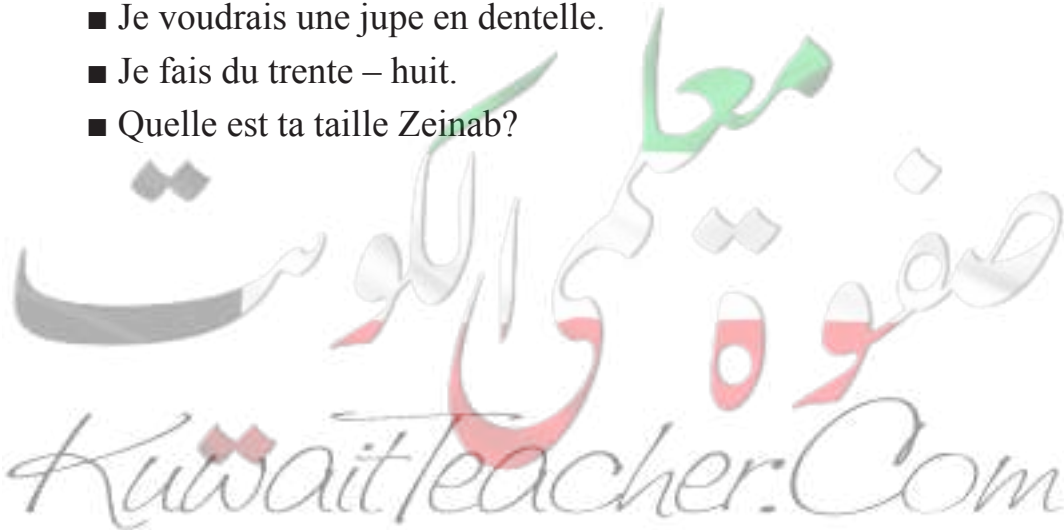 ■ Je voudrais une jupe en dentelle.
■ Je fais du trente – huit.
■ Quelle est ta taille Zeinab?
صفوة معلمى الكويت
KuwaitTeacher.Com